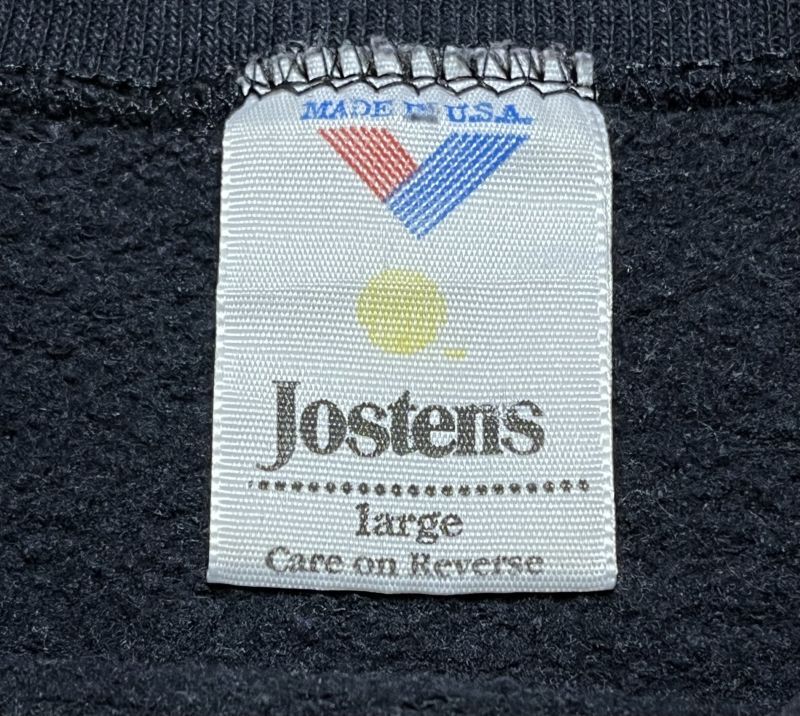 MADE IN U.S.A.
Jostens
large
Care on Reverse